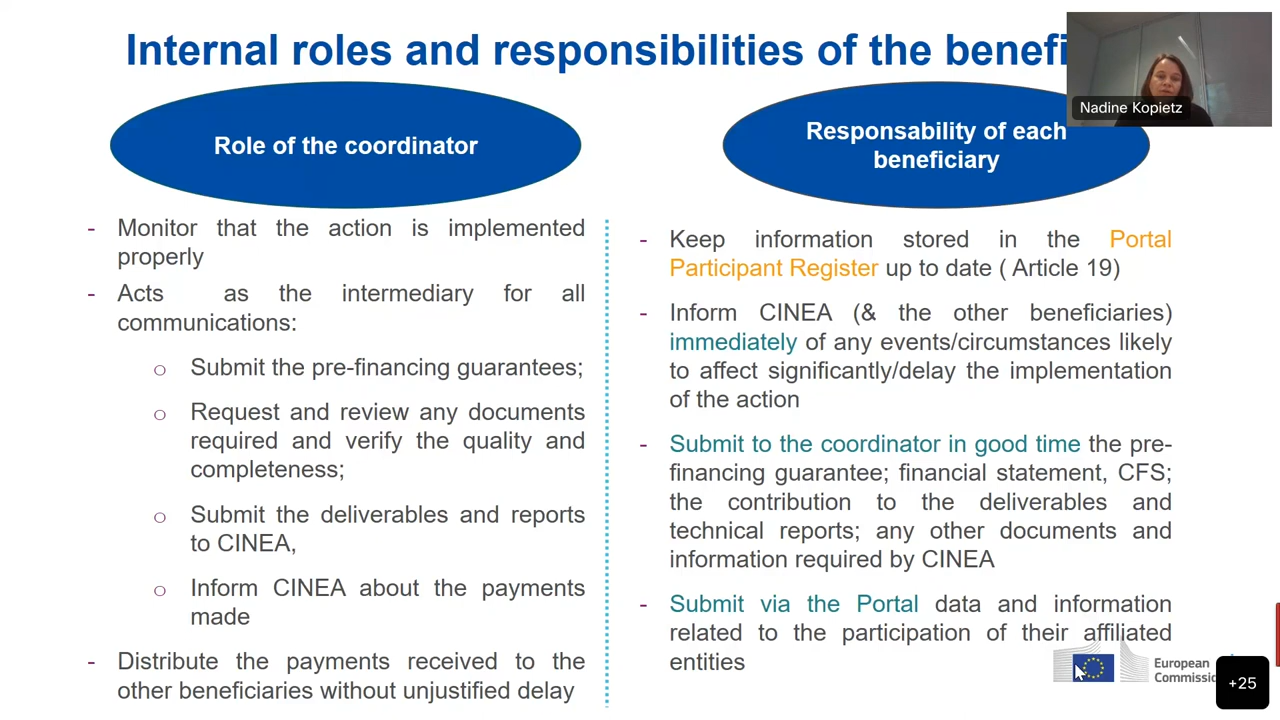 Internal roles and responsibilities of the benefi
Nadine Kopietz
Role of the coordinator
- Monitor that the action is implemented
properly
- Acts as the intermediary for all
communications:
o Submit the pre-financing guarantees;
o Request and review any documents
required and verify the quality and
completeness;
o Submit the deliverables and reports
to CINEA,
o Inform CINEA about the payments
made
- Distribute the payments received to the
other beneficiaries without unjustified delay
Responsability of each
beneficiary
- Keep information stored in the Portal
Participant Register up to date ( Article 19)
- Inform CINEA (& the other beneficiaries)
immediately of any events/circumstances likely
to affect significantly/delay the implementation
of the action
- Submit to the coordinator in good time the pre-
financing guarantee; financial statement, CFS;
the contribution to the deliverables and
technical reports; any other documents and
information required by CINEA
- Submit via the Portal data and information
related to the participation of their affiliated
entities
European
Commiss
+25